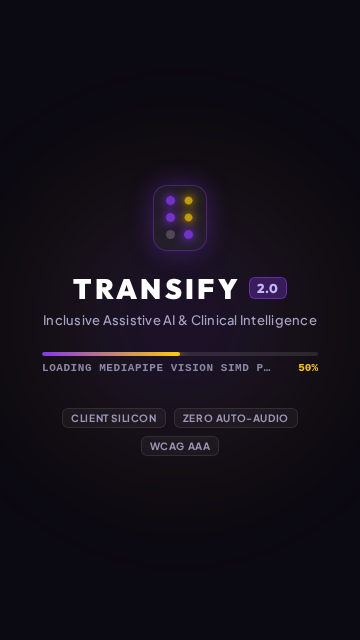 TRANSIFY 2.0
Inclusive Assistive AI & Clinical Intelligence
LOADING MEDIAPIPE VISION SIMD P… 50%
CLIENT SILICON ZERO AUTO-AUDIO
WCAG AAA